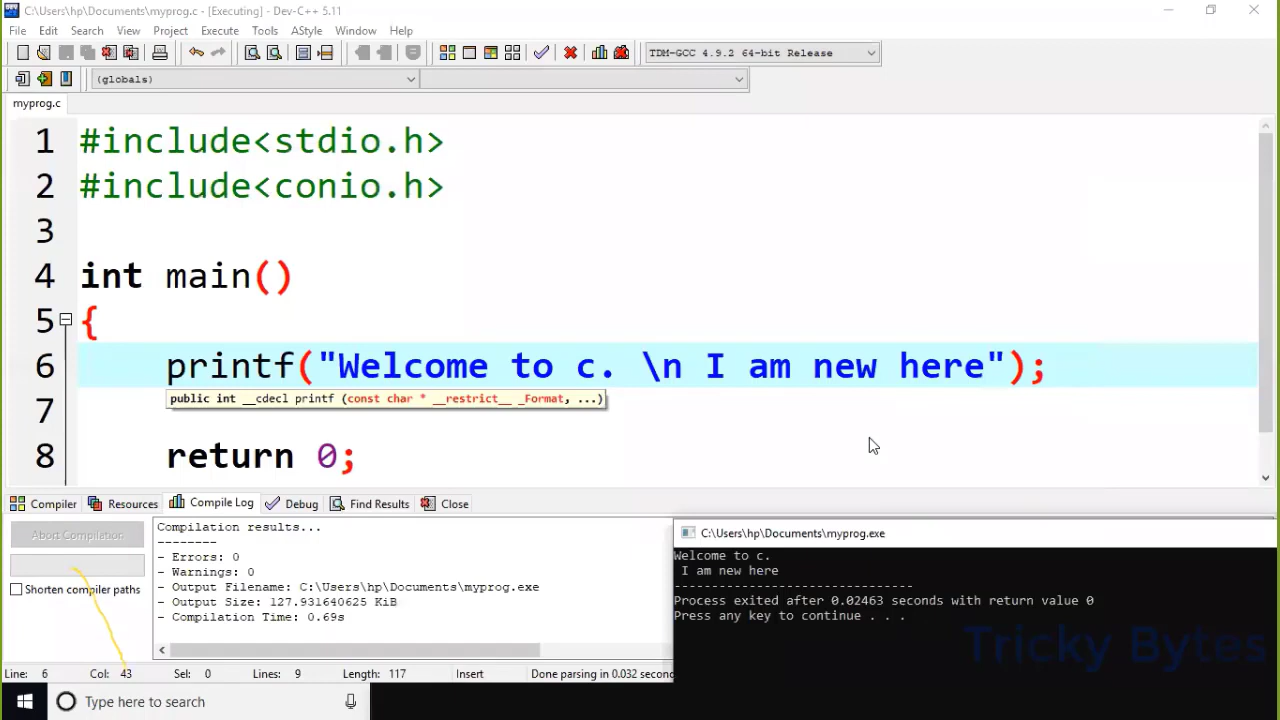 C:\Users\hp\Documents\myprog.c - [Executing] - Dev-C++ 5.11
File Edit Search View Project Execute Tools AStyle Window Help
TDM-GCC 4.9.2 64-bit Release
(globals)
myprog.c
1 #include<stdio.h>
2 #include<conio.h>
3
4 int main()
5 {
6 printf("Welcome to c. \n I am new here");
public int __cdecl printf (const char * __restrict__ _Format, ...)
7
8 return 0;
Compiler Resources Compile Log Debug Find Results Close
Abort Compilation
Shorten compiler paths
Compilation results...
--------
- Errors: 0
- Warnings: 0
- Output Filename: C:\Users\hp\Documents\myprog.exe
- Output Size: 127.931640625 KiB
- Compilation Time: 0.69s
C:\Users\hp\Documents\myprog.exe
Welcome to c.
 I am new here
--------------------------------
Process exited after 0.02463 seconds with return value 0
Press any key to continue . . .
Tricky Bytes
Line: 6 Col: 43 Sel: 0 Lines: 9 Length: 117 Insert Done parsing in 0.032 second
Type here to search